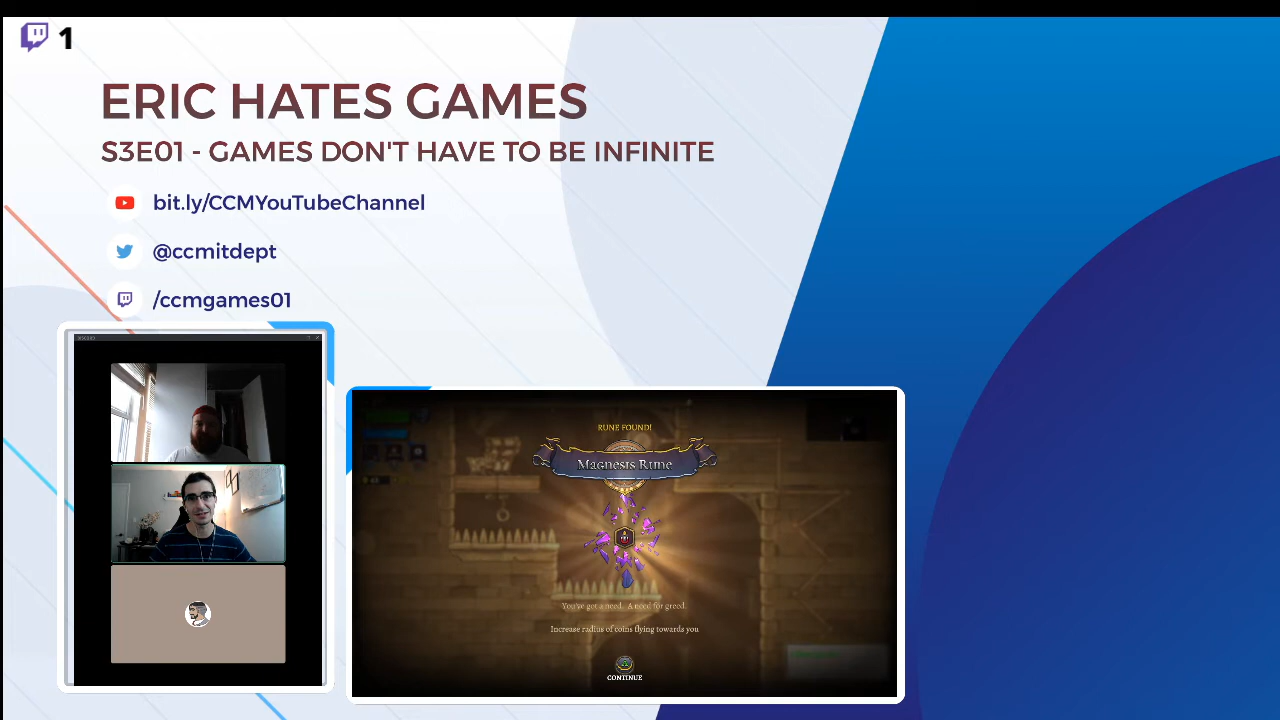 1
ERIC HATES GAMES
S3E01 - GAMES DON'T HAVE TO BE INFINITE
bit.ly/CCMYouTubeChannel
@ccmitdept
/ccmgames01
RUNE FOUND!
Magnesis Rune
You've got a need. A need for greed.
Increase radius of coins flying towards you
CONTINUE